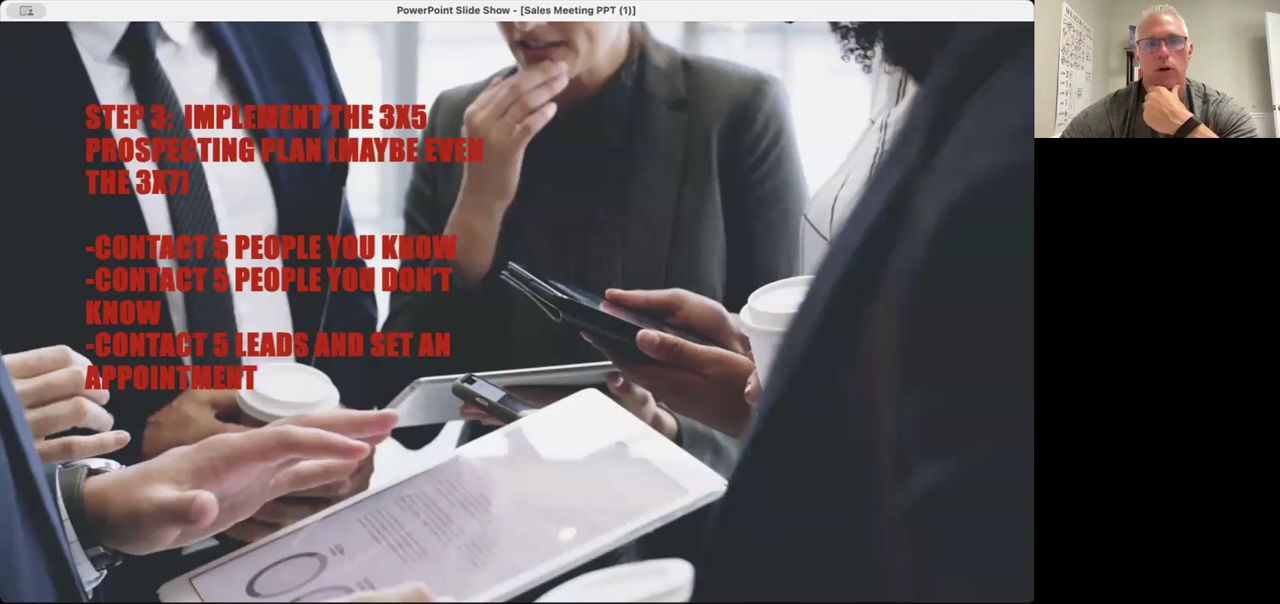 PowerPoint Slide Show - [Sales Meeting PPT (1)]
STEP 3: IMPLEMENT THE 3X5
PROSPECTING PLAN (MAYBE EVEN
THE 3X7)
-CONTACT 5 PEOPLE YOU KNOW
-CONTACT 5 PEOPLE YOU DON'T
KNOW
-CONTACT 5 LEADS AND SET AN
APPOINTMENT